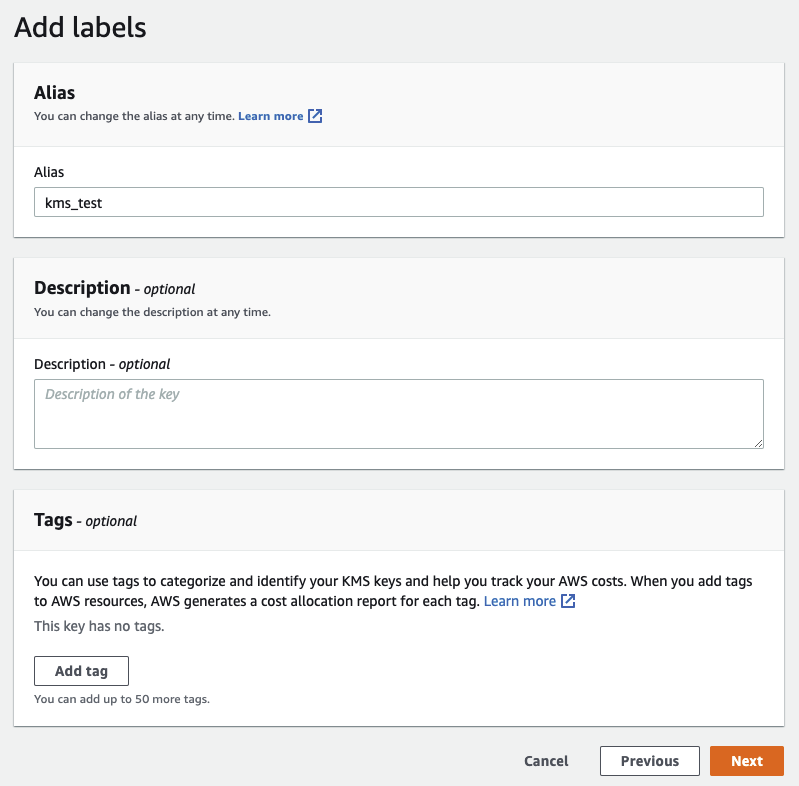 Add labels
Alias
You can change the alias at any time. Learn more
Alias
kms_test
Description - optional
You can change the description at any time.
Description - optional
Description of the key
Tags - optional
You can use tags to categorize and identify your KMS keys and help you track your AWS costs. When you add tags
to AWS resources, AWS generates a cost allocation report for each tag. Learn more
This key has no tags.
Add tag
You can add up to 50 more tags.
Cancel Previous Next